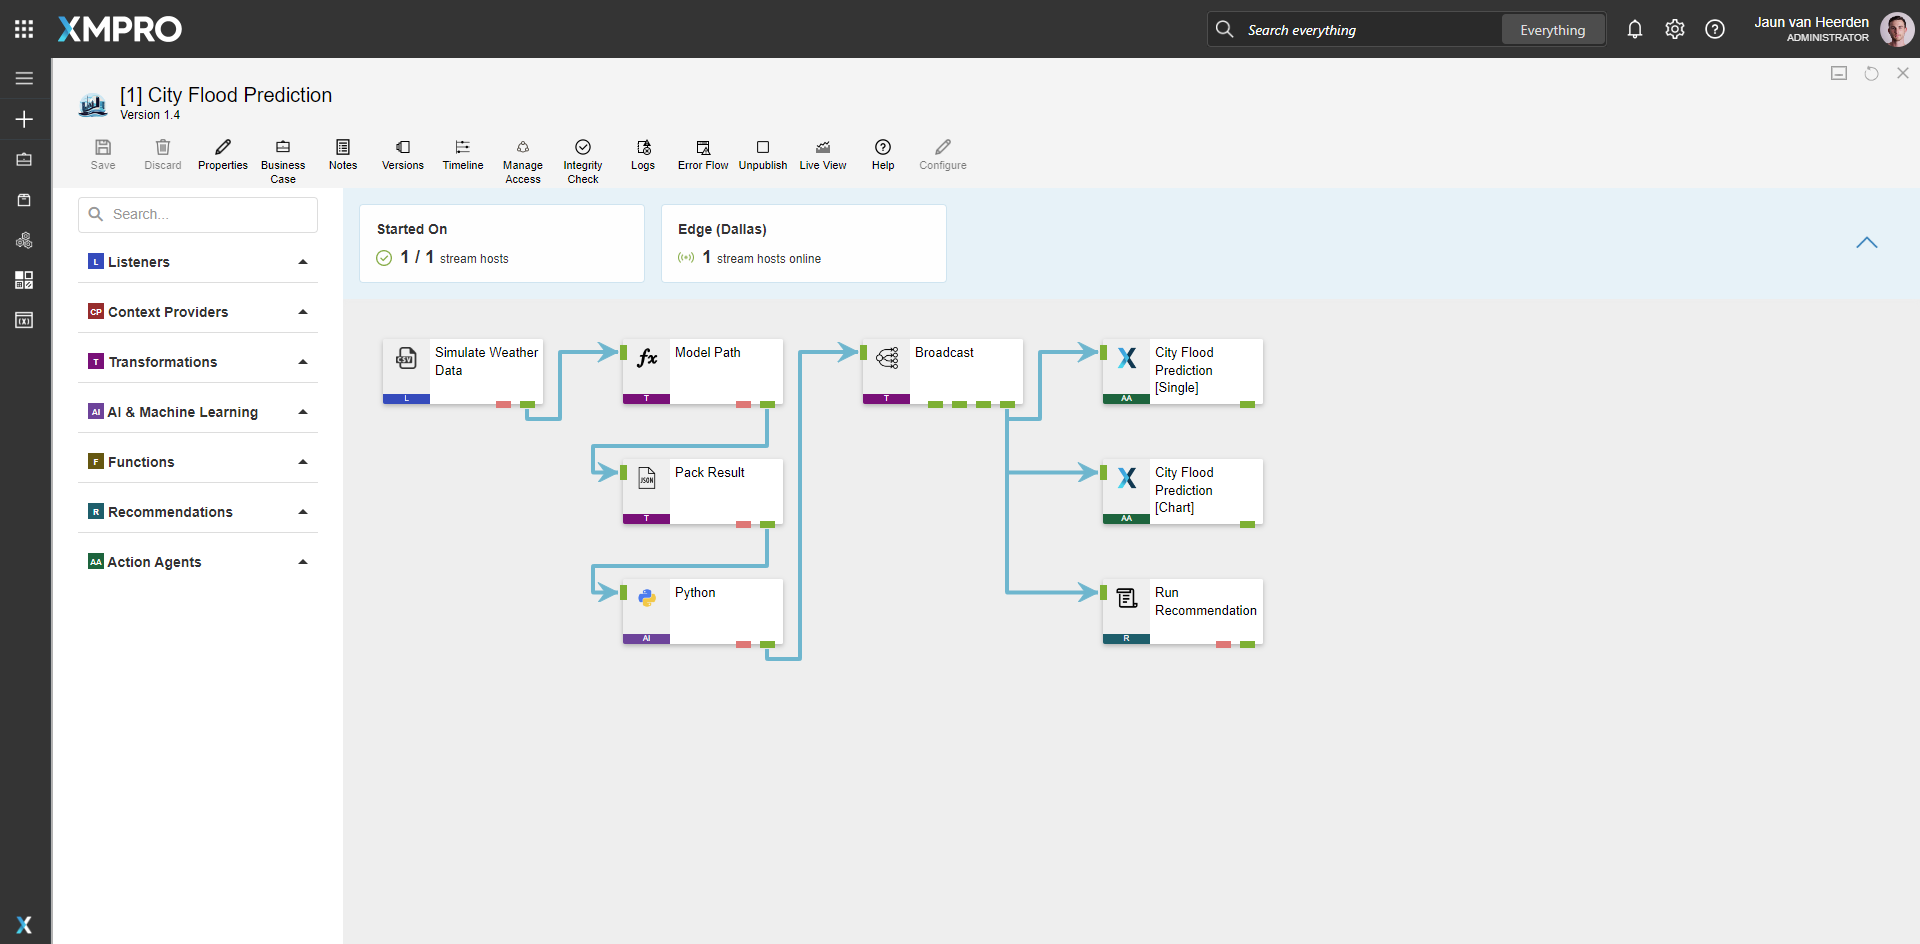 XMPRO
Search everything
Everything
Jaun van Heerden
ADMINISTRATOR
[1] City Flood Prediction
Version 1.4
Save
Discard
Properties
Business
Case
Notes
Versions
Timeline
Manage
Access
Integrity
Check
Logs
Error Flow
Unpublish
Live View
Help
Configure
Search...
L Listeners
CP Context Providers
T Transformations
AI AI & Machine Learning
F Functions
R Recommendations
AA Action Agents
Started On
1 / 1 stream hosts
Edge (Dallas)
1 stream hosts online
CSV
Simulate Weather
Data
L
fx
Model Path
T
Broadcast
T
X
City Flood
Prediction
[Single]
AA
JSON
Pack Result
T
X
City Flood
Prediction
[Chart]
AA
Python
AI
Run
Recommendation
R
X